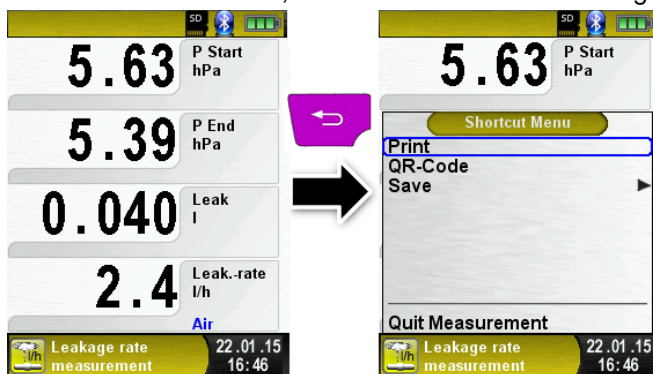 SD
5.63 P Start
hPa
5.39 P End
hPa
0.040 Leak
l
2.4 Leak.-rate
l/h
Air
l/h Leakage rate 22.01.15
measurement 16:46
SD
5.63 P Start
hPa
Shortcut Menu
Print
QR-Code
Save
Quit Measurement
l/h Leakage rate 22.01.15
measurement 16:46